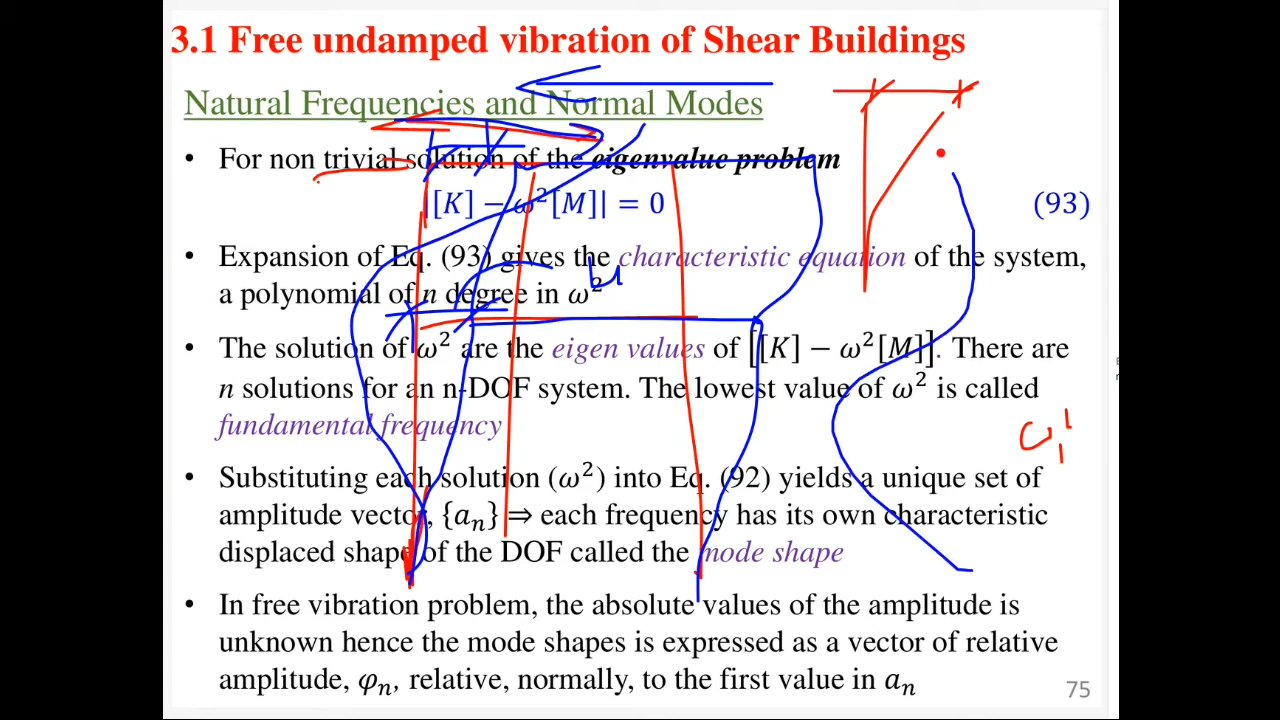 3.1 Free undamped vibration of Shear Buildings
Natural Frequencies and Normal Modes
• For non trivial solution of the eigenvalue problem
|[K] − ω²[M]| = 0 (93)
• Expansion of Eq. (93) gives the characteristic equation of the system,
a polynomial of n degree in ω²
• The solution of ω² are the eigen values of [[K] − ω²[M]]. There are
n solutions for an n-DOF system. The lowest value of ω² is called
fundamental frequency
• Substituting each solution (ω²) into Eq. (92) yields a unique set of
amplitude vector, {aₙ} ⇒ each frequency has its own characteristic
displaced shape of the DOF called the mode shape
• In free vibration problem, the absolute values of the amplitude is
unknown hence the mode shapes is expressed as a vector of relative
amplitude, φₙ, relative, normally, to the first value in aₙ
75